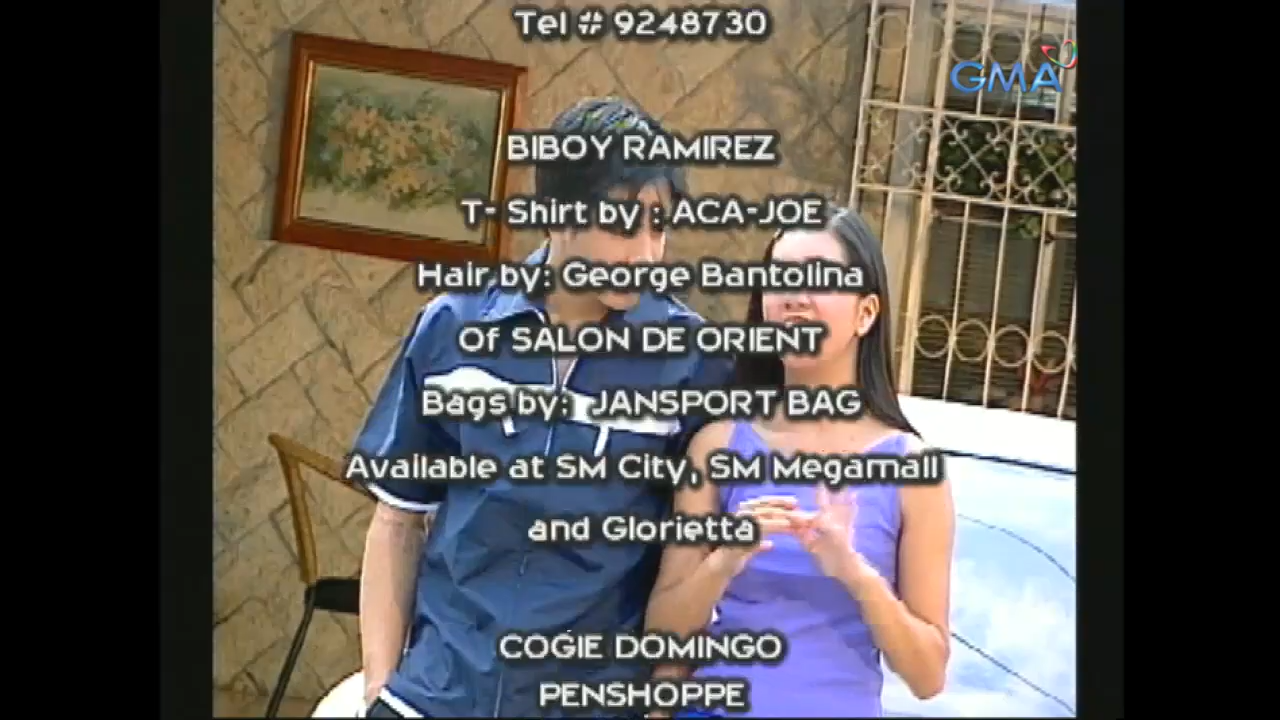 Tel # 9248730
GMA
BIBOY RAMIREZ
T- Shirt by : ACA-JOE
Hair by: George Bantolina
Of SALON DE ORIENT
Bags by: JANSPORT BAG
Available at SM City, SM Megamall
and Glorietta
COGIE DOMINGO
PENSHOPPE